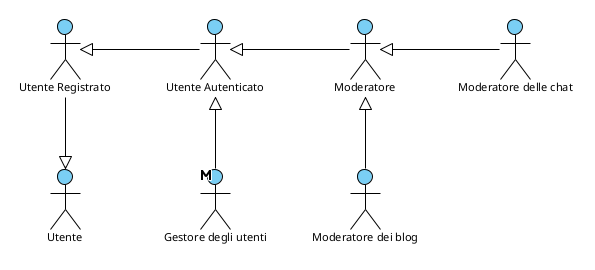 Utente Registrato
Utente Autenticato
Moderatore
Moderatore delle chat
M
Utente
Gestore degli utenti
Moderatore dei blog